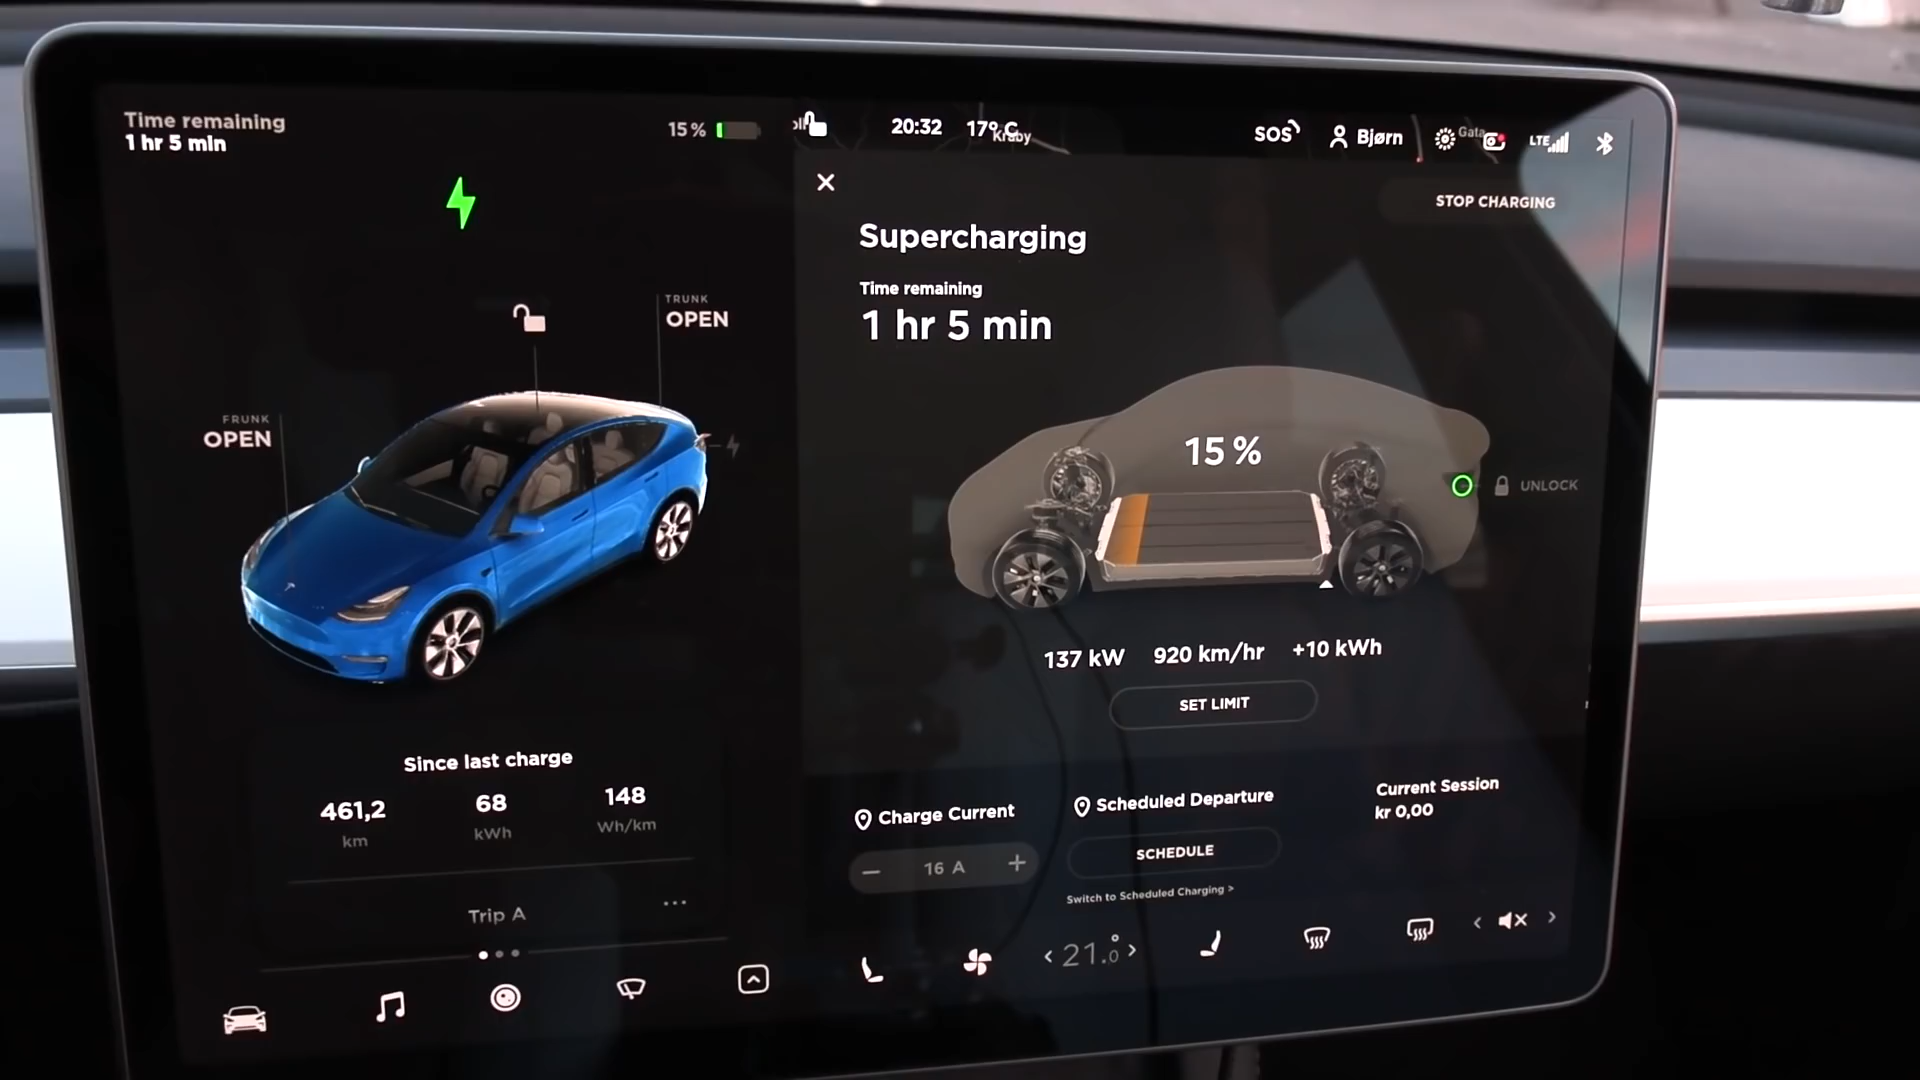 Time remaining
1 hr 5 min
15 %
20:32
17° C
Kraby
SOS
Bjørn
Gata
LTE
STOP CHARGING
Supercharging
Time remaining
1 hr 5 min
TRUNK
OPEN
FRUNK
OPEN
15 %
UNLOCK
137 kW
920 km/hr
+10 kWh
SET LIMIT
Since last charge
461,2
km
68
kWh
148
Wh/km
Trip A
Charge Current
16 A
Scheduled Departure
SCHEDULE
Switch to Scheduled Charging >
Current Session
kr 0,00
21.0°